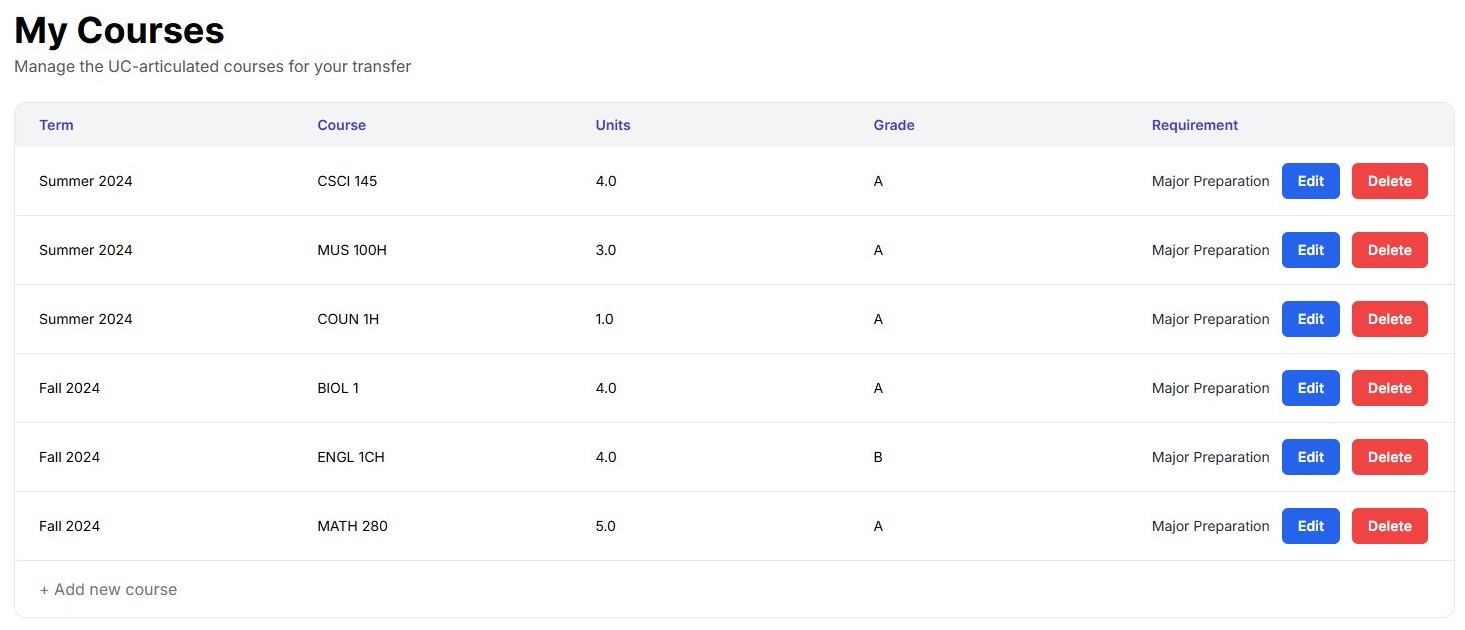 My Courses
Manage the UC-articulated courses for your transfer
Term Course Units Grade Requirement
Summer 2024 CSCI 145 4.0 A Major Preparation Edit Delete
Summer 2024 MUS 100H 3.0 A Major Preparation Edit Delete
Summer 2024 COUN 1H 1.0 A Major Preparation Edit Delete
Fall 2024 BIOL 1 4.0 A Major Preparation Edit Delete
Fall 2024 ENGL 1CH 4.0 B Major Preparation Edit Delete
Fall 2024 MATH 280 5.0 A Major Preparation Edit Delete
+ Add new course